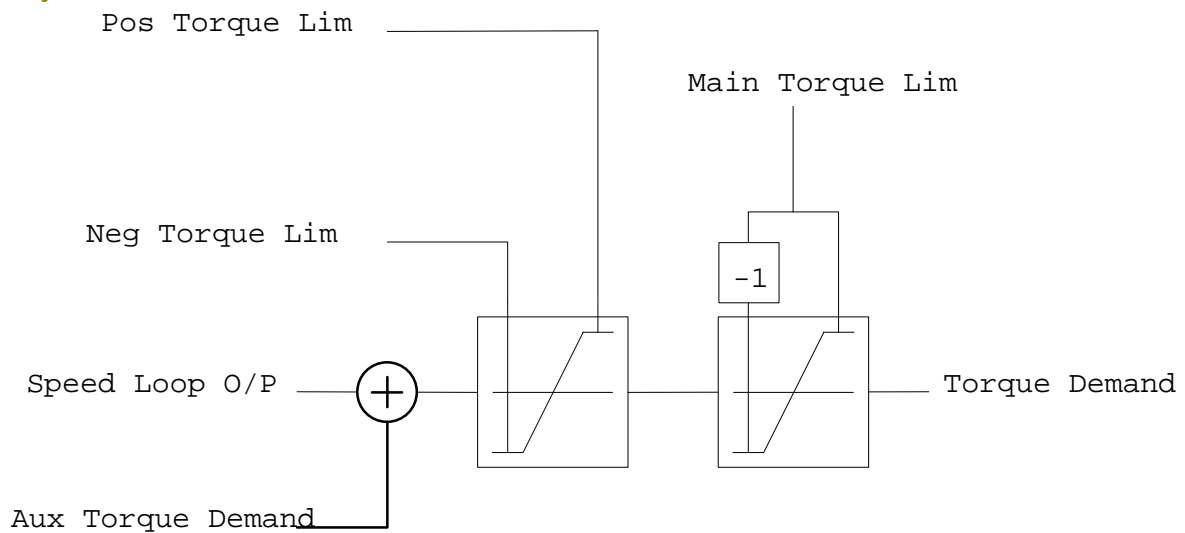 Pos Torque Lim
Main Torque Lim
Neg Torque Lim
-1
Speed Loop O/P
+
Torque Demand
Aux Torque Demand